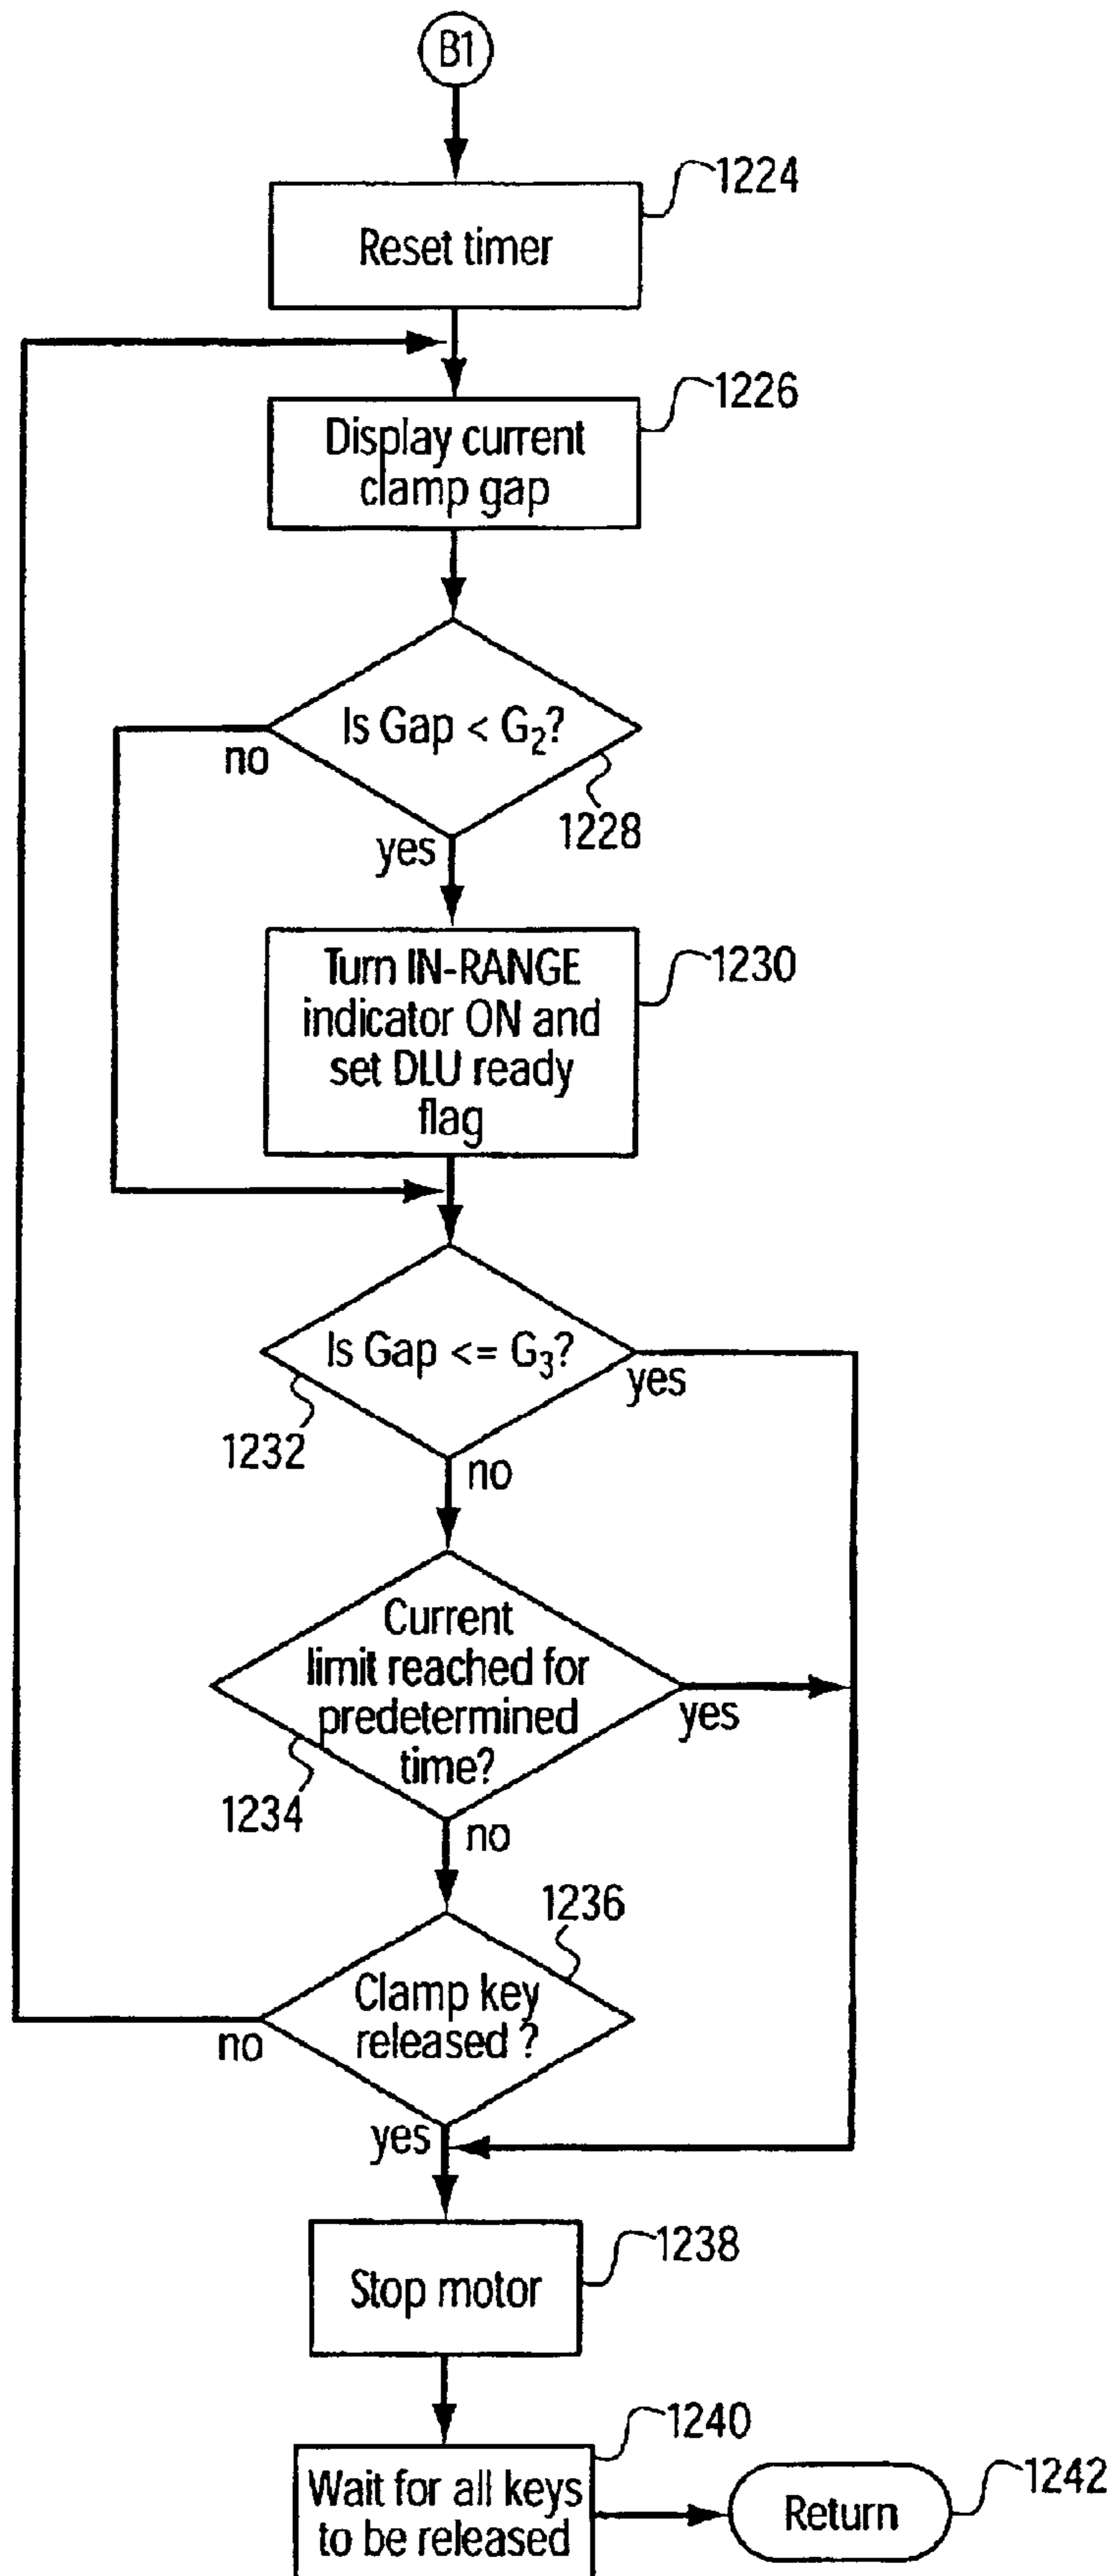 B1
1224
Reset timer
1226
Display current
clamp gap
Is Gap < G₂?
no
1228
yes
1230
Turn IN-RANGE
indicator ON and
set DLU ready
flag
Is Gap <= G₃?
yes
1232
no
Current
limit reached for
predetermined
time?
yes
1234
no
1236
Clamp key
released ?
no
yes
1238
Stop motor
1240
Wait for all keys
to be released
Return
1242